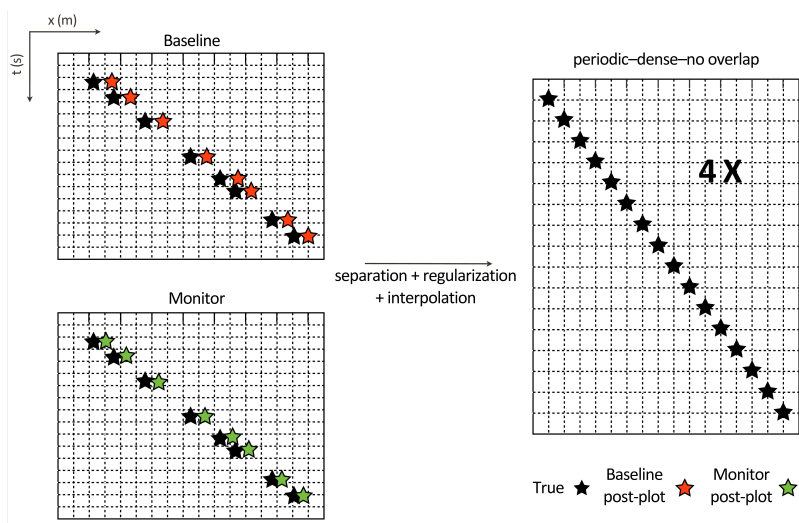 x (m)
t (s)
Baseline
Monitor
separation + regularization
+ interpolation
periodic–dense–no overlap
4 X
True
Baseline
post-plot
Monitor
post-plot